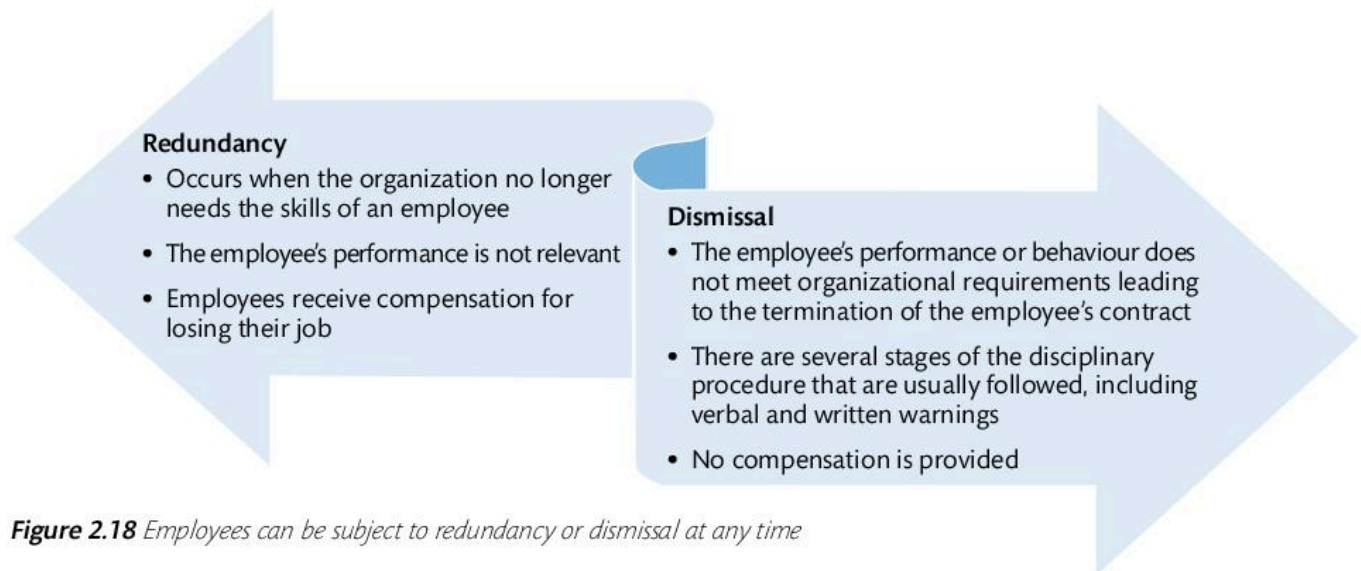 Redundancy
• Occurs when the organization no longer
needs the skills of an employee
• The employee's performance is not relevant
• Employees receive compensation for
losing their job
Dismissal
• The employee's performance or behaviour does
not meet organizational requirements leading
to the termination of the employee's contract
• There are several stages of the disciplinary
procedure that are usually followed, including
verbal and written warnings
• No compensation is provided
Figure 2.18 Employees can be subject to redundancy or dismissal at any time